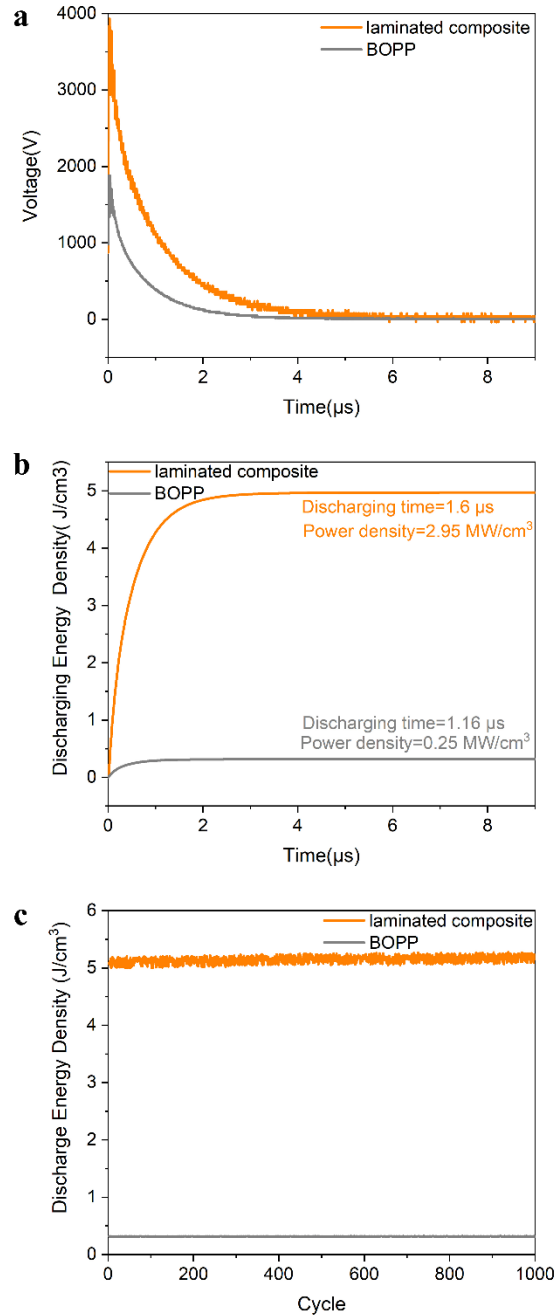 a
laminated composite
BOPP
4000
3000
2000
1000
0
Voltage(V)
0 2 4 6 8
Time(μs)
b
laminated composite
BOPP
6
5
4
3
2
1
0
Discharging Energy Density( J/cm3)
Discharging time=1.6 μs
Power density=2.95 MW/cm³
Discharging time=1.16 μs
Power density=0.25 MW/cm³
0 2 4 6 8
Time(μs)
c
laminated composite
BOPP
6
5
4
3
2
1
0
Discharge Energy Density (J/cm³)
0 200 400 600 800 1000
Cycle